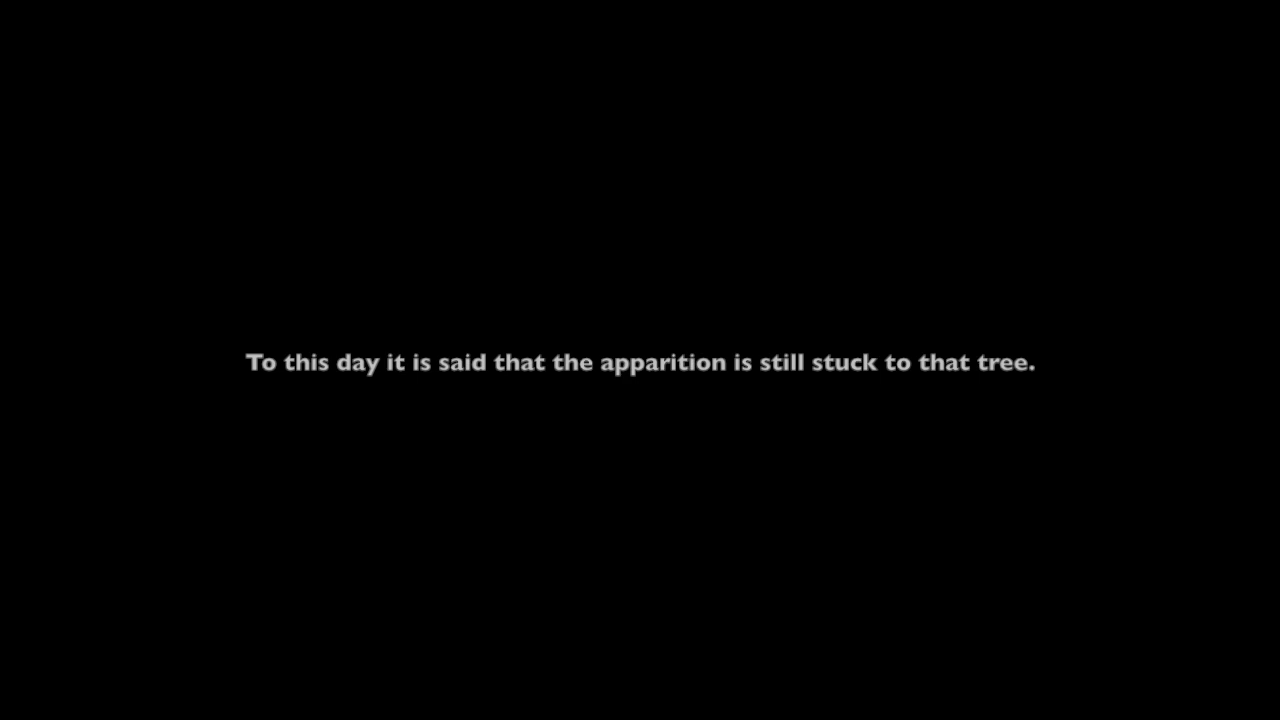 To this day it is said that the apparition is still stuck to that tree.